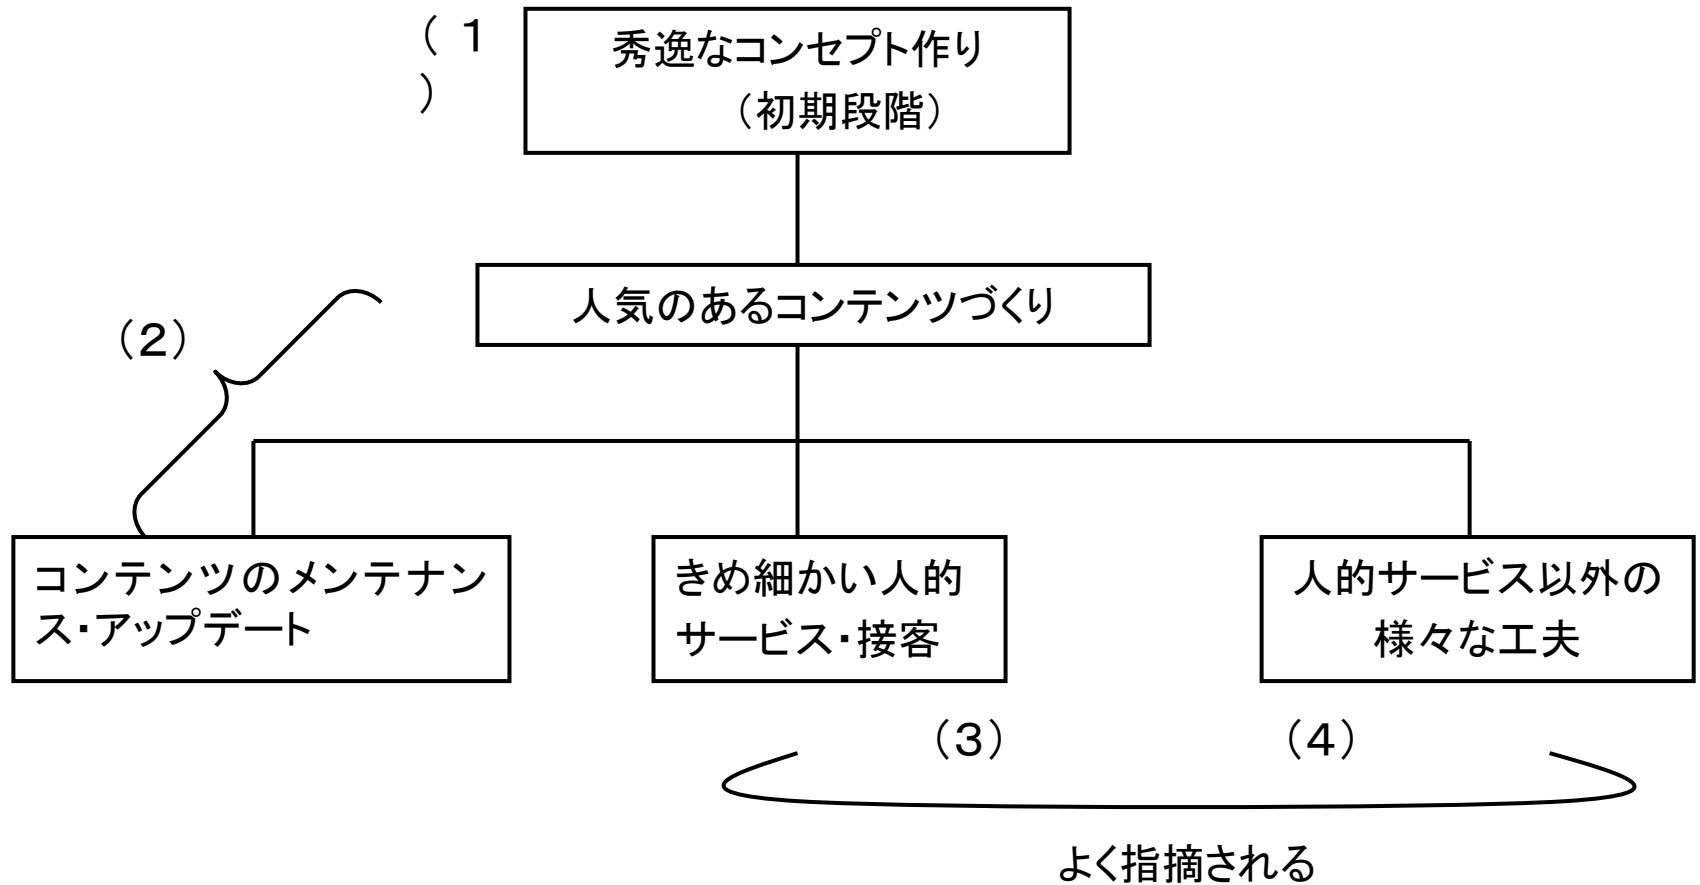 （ １
）
秀逸なコンセプト作り
（初期段階）
人気のあるコンテンツづくり
（２）
コンテンツのメンテナン
ス・アップデート
きめ細かい人的
サービス・接客
人的サービス以外の
様々な工夫
（３）
（４）
よく指摘される